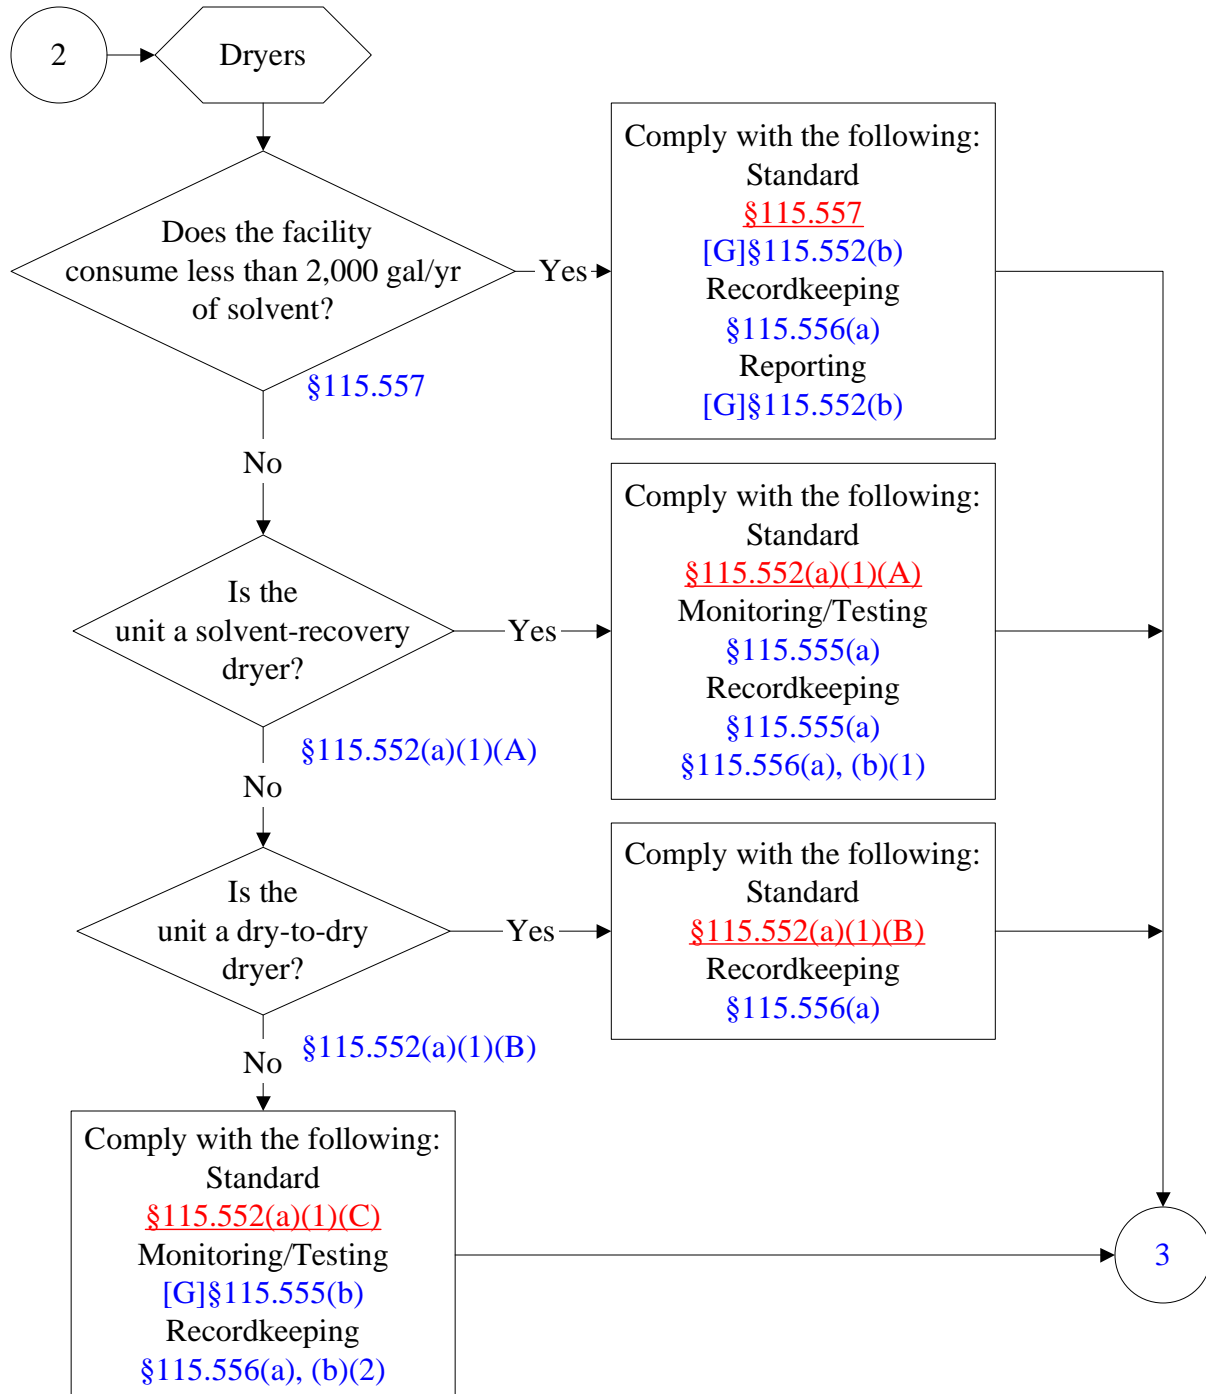 2
Dryers
Does the facility
consume less than 2,000 gal/yr
of solvent?
§115.557
Yes
Comply with the following:
Standard
§115.557
[G]§115.552(b)
Recordkeeping
§115.556(a)
Reporting
[G]§115.552(b)
No
Is the
unit a solvent-recovery
dryer?
§115.552(a)(1)(A)
Yes
Comply with the following:
Standard
§115.552(a)(1)(A)
Monitoring/Testing
§115.555(a)
Recordkeeping
§115.555(a)
§115.556(a), (b)(1)
No
Is the
unit a dry-to-dry
dryer?
§115.552(a)(1)(B)
Yes
Comply with the following:
Standard
§115.552(a)(1)(B)
Recordkeeping
§115.556(a)
No
Comply with the following:
Standard
§115.552(a)(1)(C)
Monitoring/Testing
[G]§115.555(b)
Recordkeeping
§115.556(a), (b)(2)
3